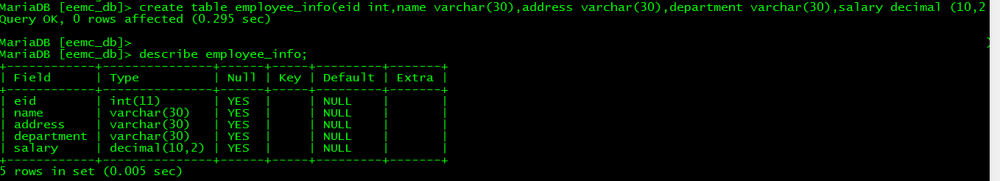 MariaDB [eemc_db]> create table employee_info(eid int,name varchar(30),address varchar(30),department varchar(30),salary decimal (10,2
Query OK, 0 rows affected (0.295 sec)

MariaDB [eemc_db]>                                                                                                                    )
MariaDB [eemc_db]> describe employee_info;
+------------+---------------+------+-----+---------+-------+
| Field      | Type          | Null | Key | Default | Extra |
+------------+---------------+------+-----+---------+-------+
| eid        | int(11)       | YES  |     | NULL    |       |
| name       | varchar(30)   | YES  |     | NULL    |       |
| address    | varchar(30)   | YES  |     | NULL    |       |
| department | varchar(30)   | YES  |     | NULL    |       |
| salary     | decimal(10,2) | YES  |     | NULL    |       |
+------------+---------------+------+-----+---------+-------+
5 rows in set (0.005 sec)